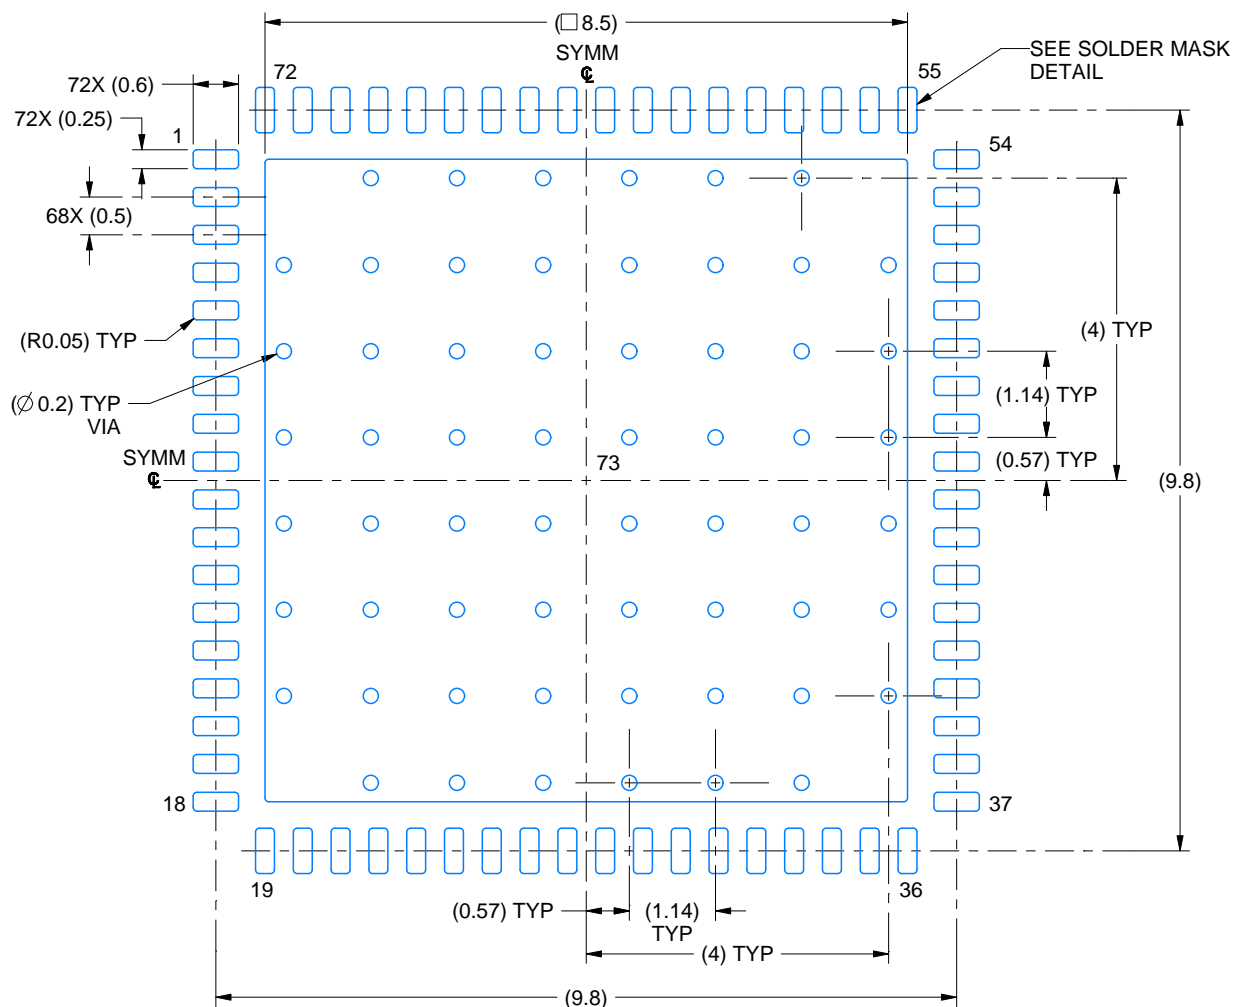 (□ 8.5)
SYMM
℄
SEE SOLDER MASK
DETAIL
72X (0.6)
72
55
72X (0.25)
1
54
68X (0.5)
(R0.05) TYP
(4) TYP
(∅ 0.2) TYP
VIA
(1.14) TYP
SYMM
℄
73
(0.57) TYP
(9.8)
18
37
19
36
(0.57) TYP
(1.14)
TYP
(4) TYP
(9.8)